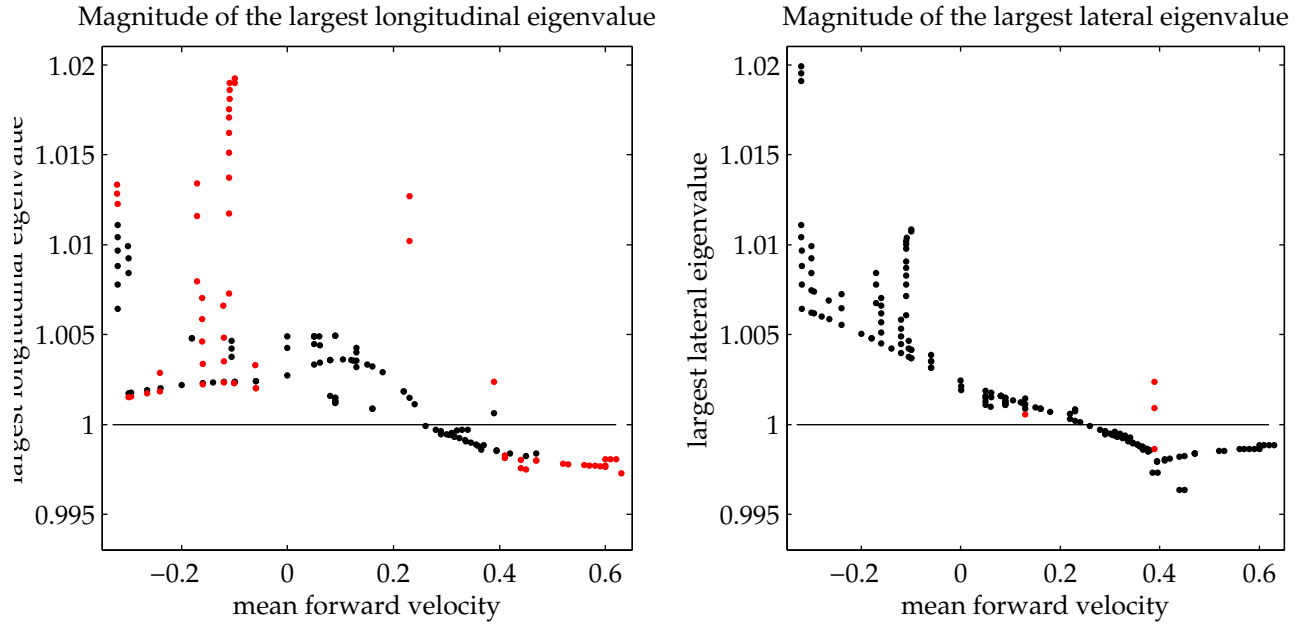 Magnitude of the largest longitudinal eigenvalue
1.02
1.015
1.01
1.005
1
0.995
largest longitudinal eigenvalue
−0.2 0 0.2 0.4 0.6
mean forward velocity
Magnitude of the largest lateral eigenvalue
1.02
1.015
1.01
1.005
1
0.995
largest lateral eigenvalue
−0.2 0 0.2 0.4 0.6
mean forward velocity